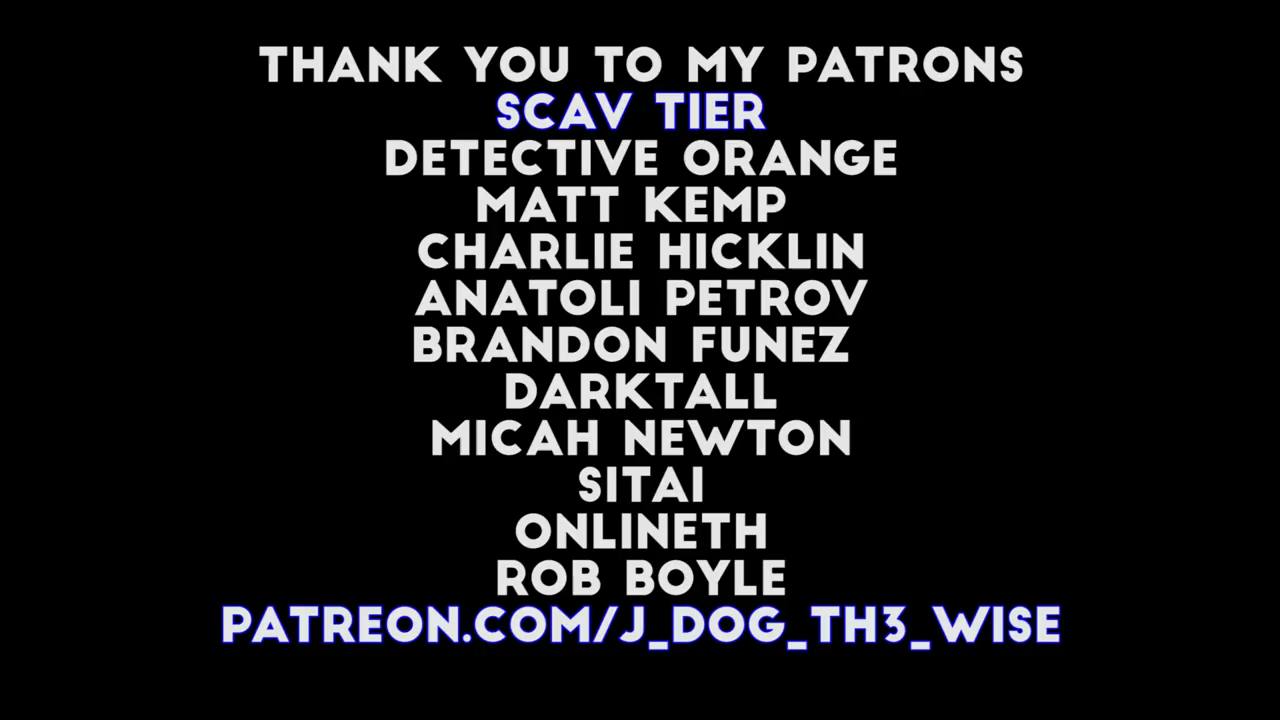 THANK YOU TO MY PATRONS
SCAV TIER
DETECTIVE ORANGE
MATT KEMP
CHARLIE HICKLIN
ANATOLI PETROV
BRANDON FUNEZ
DARKTALL
MICAH NEWTON
SITAI
ONLINETH
ROB BOYLE
PATREON.COM/J_DOG_TH3_WISE